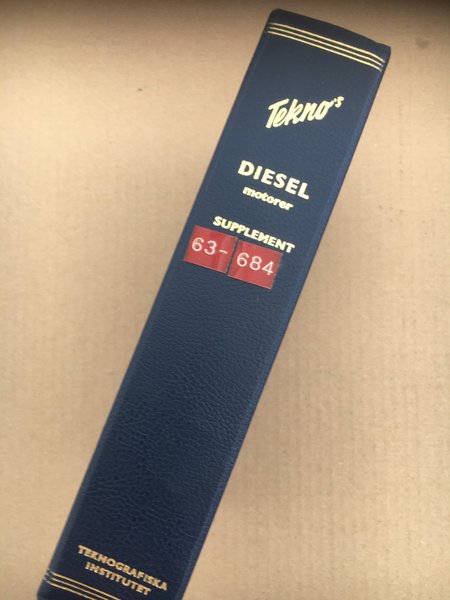 Tekno's
DIESEL
motorer
SUPPLEMENT
63- 684
TEKNOGRAFISKA
INSTITUTET